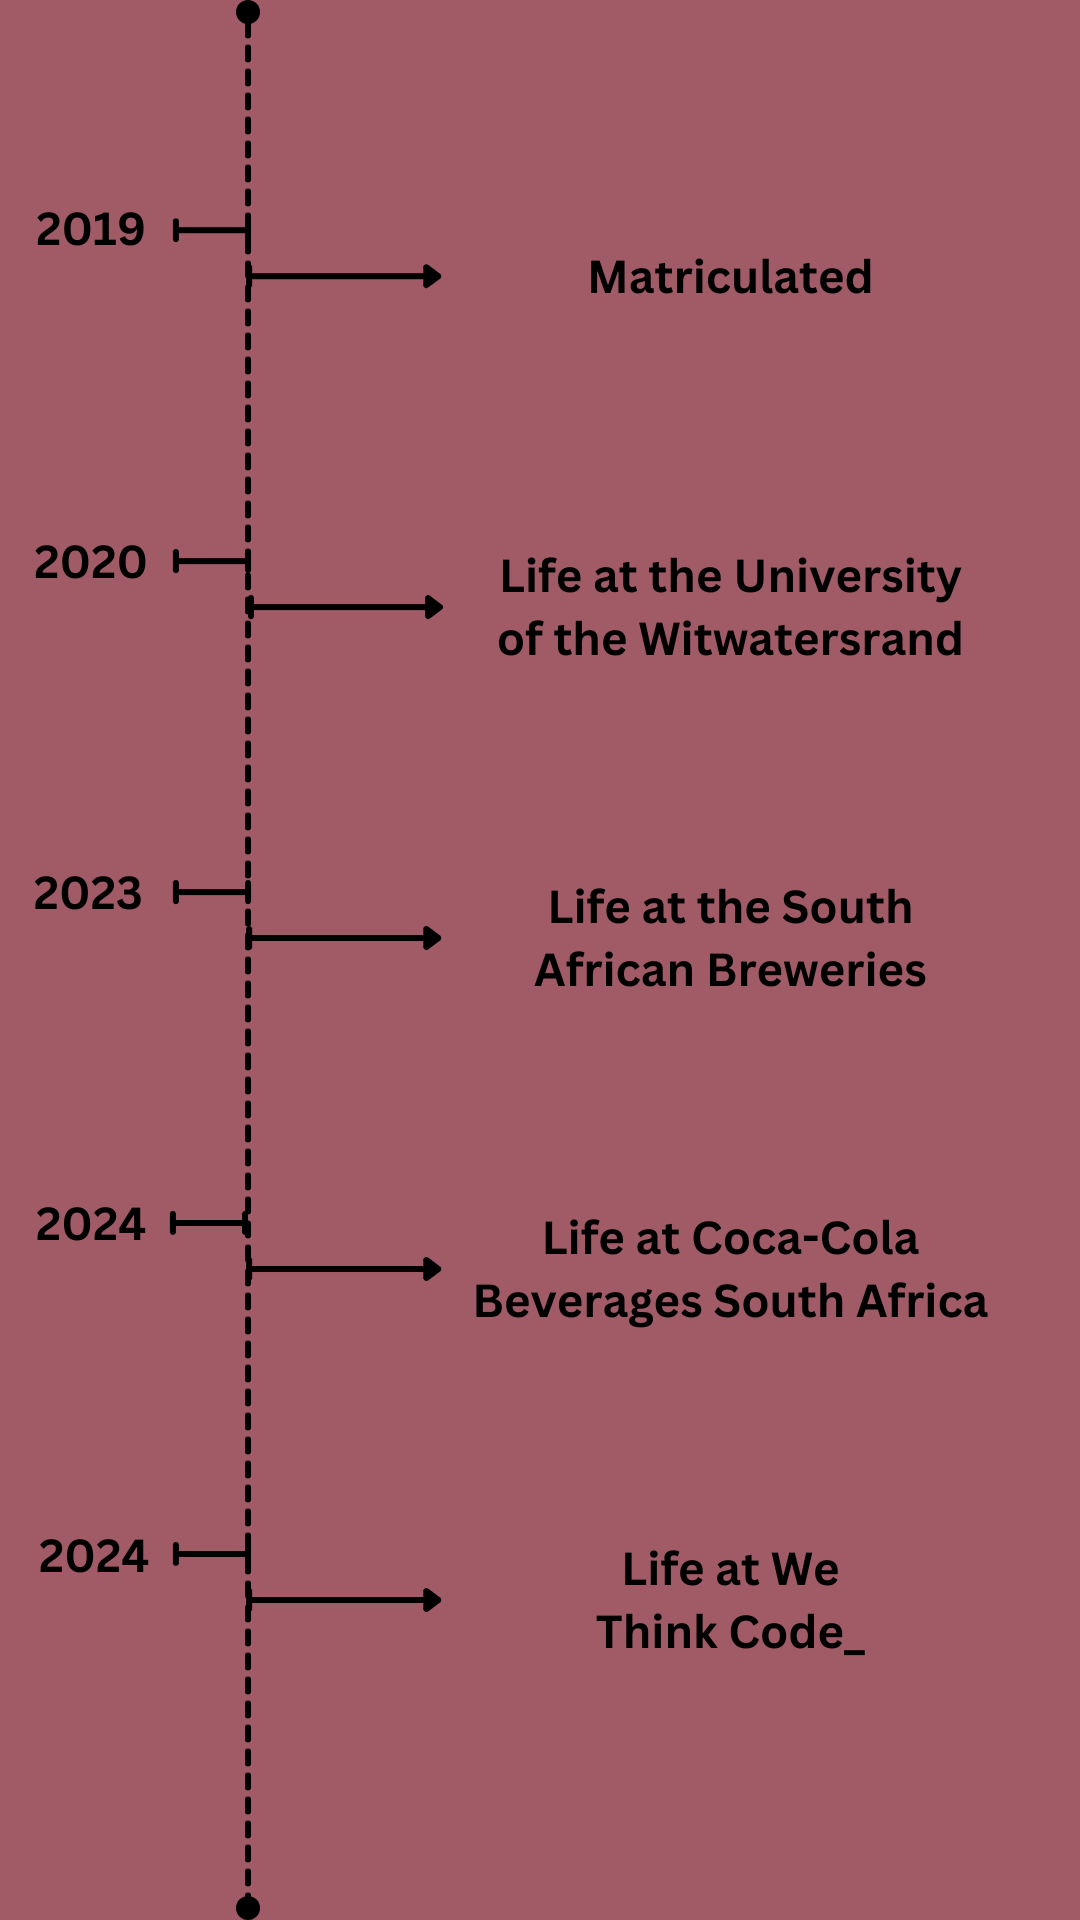 2019
Matriculated
2020
Life at the University
of the Witwatersrand
2023
Life at the South
African Breweries
2024
Life at Coca-Cola
Beverages South Africa
2024
Life at We
Think Code_